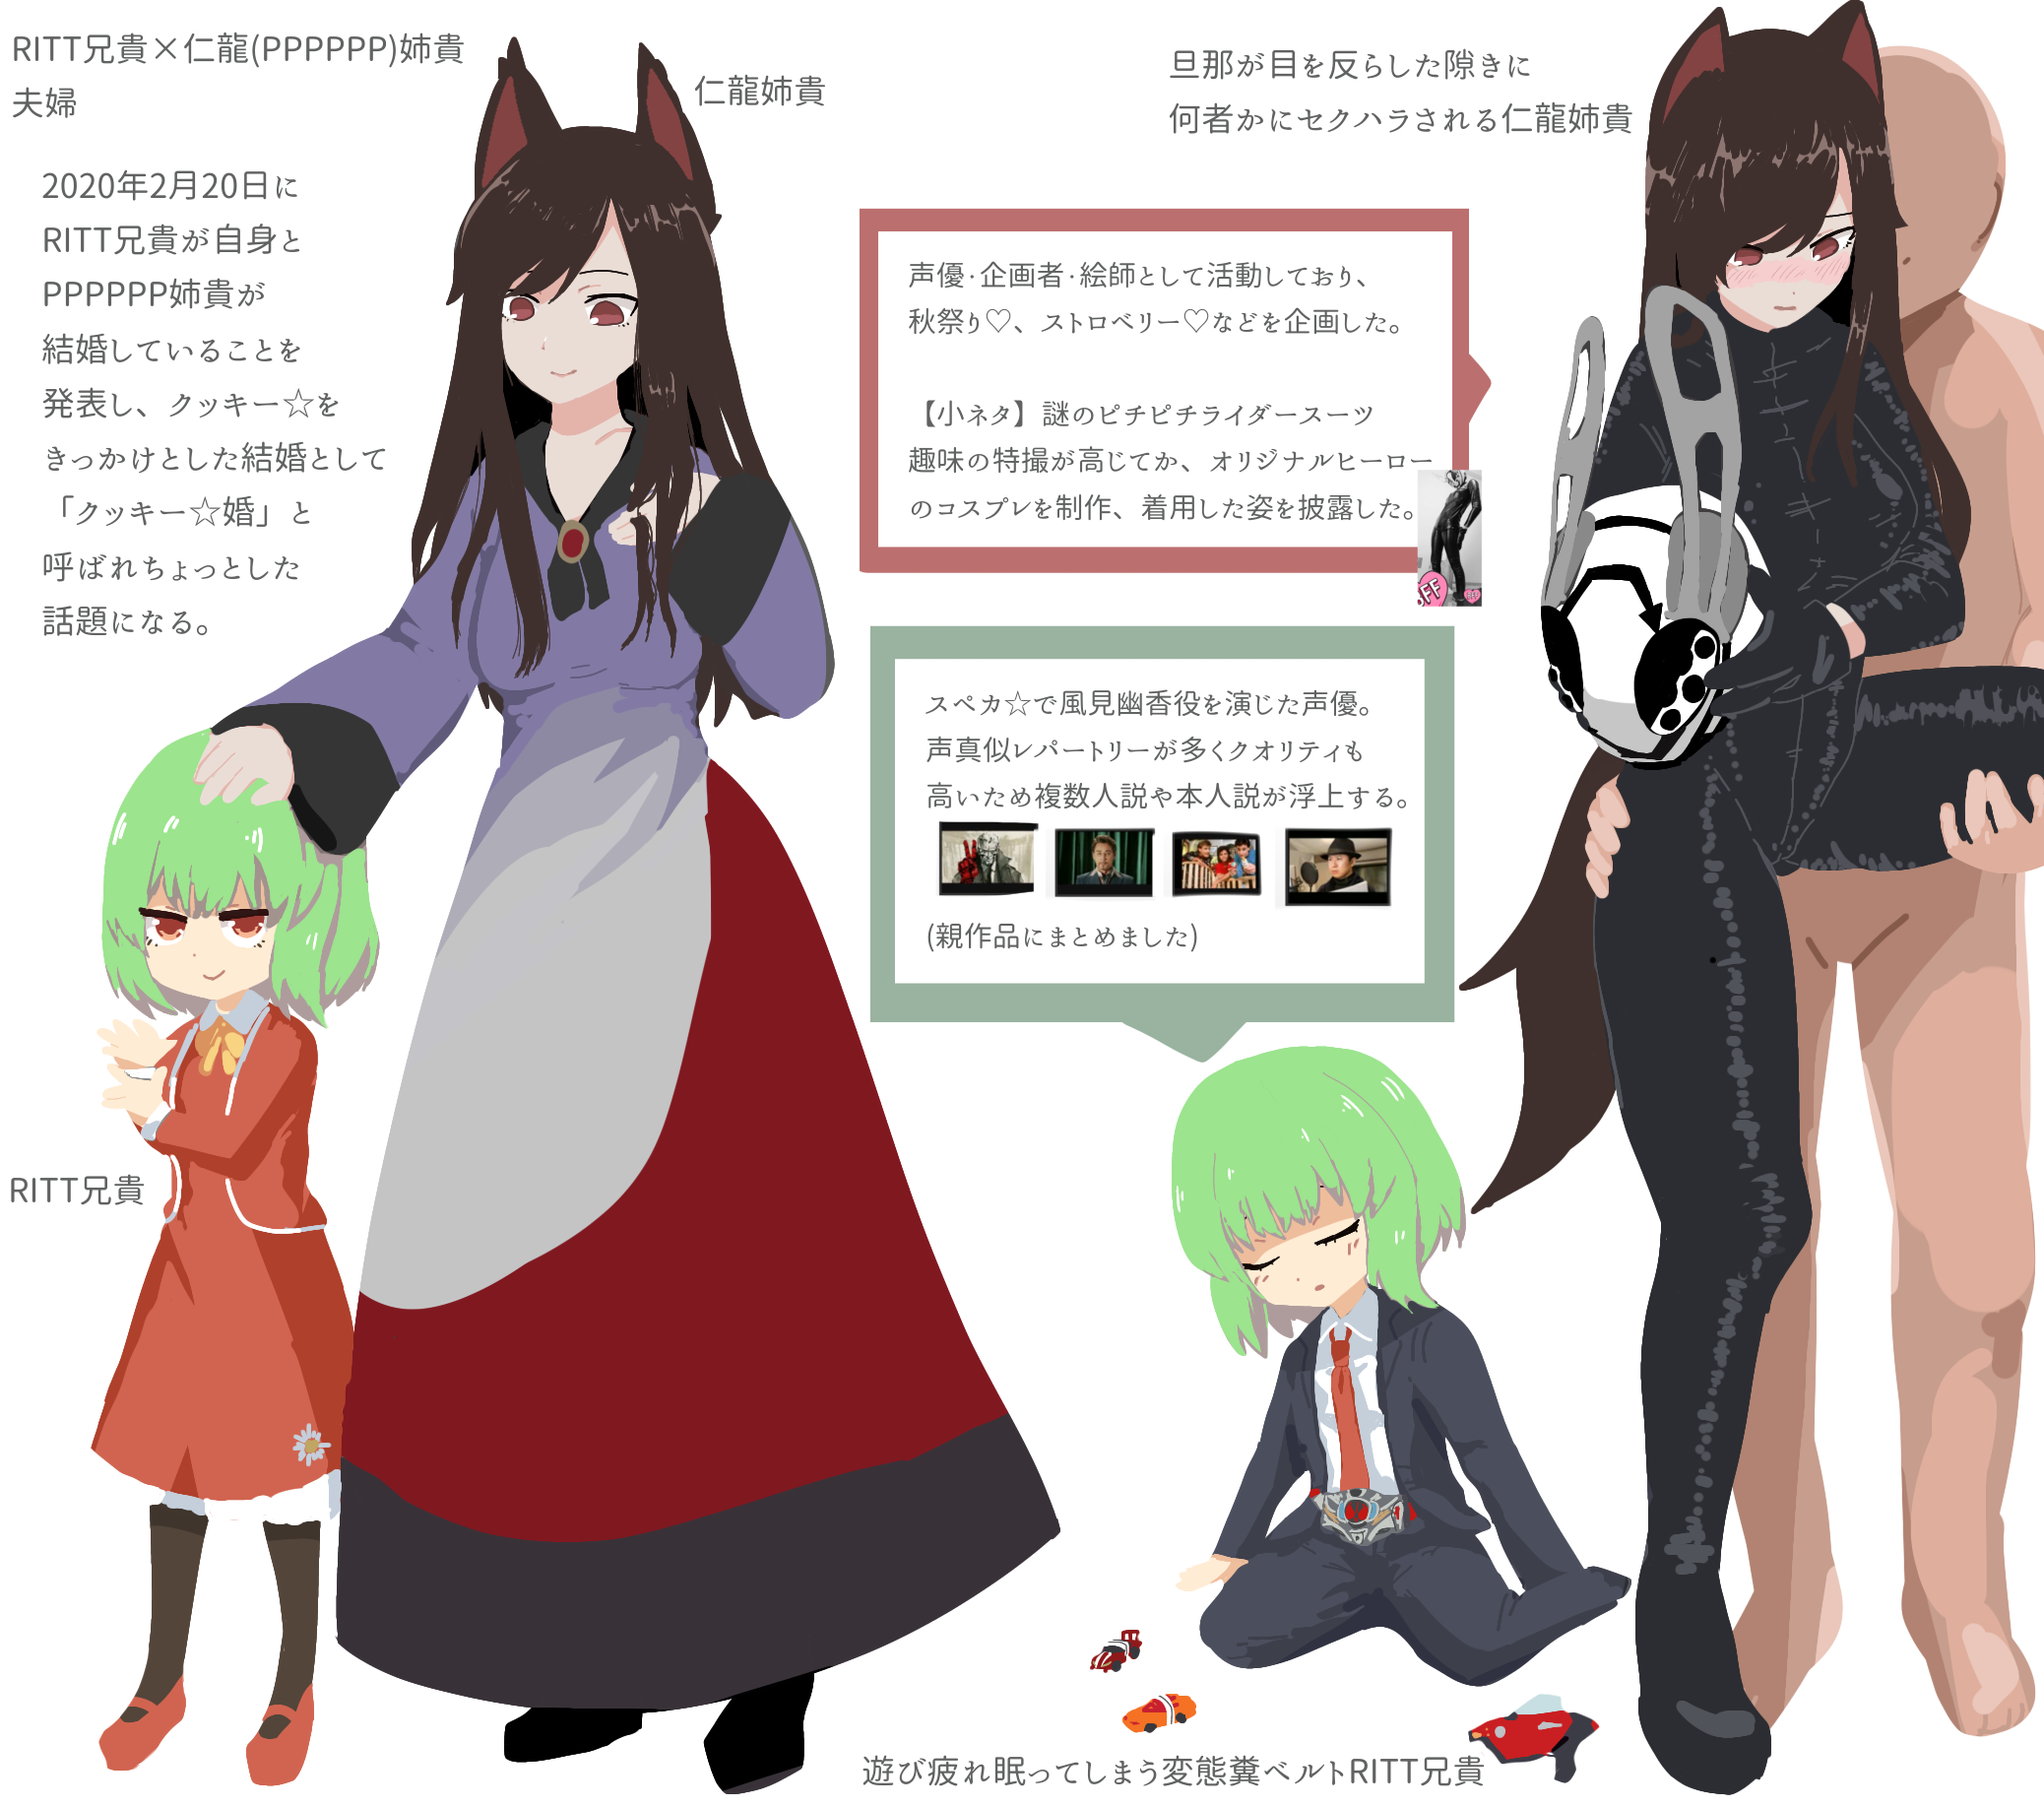 RITT兄貴×仁龍(PPPPPP)姉貴
夫婦
仁龍姉貴
2020年2月20日に
RITT兄貴が自身と
PPPPPP姉貴が
結婚していることを
発表し、クッキー☆を
きっかけとした結婚として
「クッキー☆婚」と
呼ばれちょっとした
話題になる。
RITT兄貴
旦那が目を反らした隙きに
何者かにセクハラされる仁龍姉貴
声優·企画者·絵師として活動しており、
秋祭り♡、ストロベリー♡などを企画した。
【小ネタ】謎のピチピチライダースーツ
趣味の特撮が高じてか、オリジナルヒーロー
のコスプレを制作、着用した姿を披露した。
スペカ☆で風見幽香役を演じた声優。
声真似レパートリーが多くクオリティも
高いため複数人説や本人説が浮上する。
(親作品にまとめました)
遊び疲れ眠ってしまう変態糞ベルトRITT兄貴